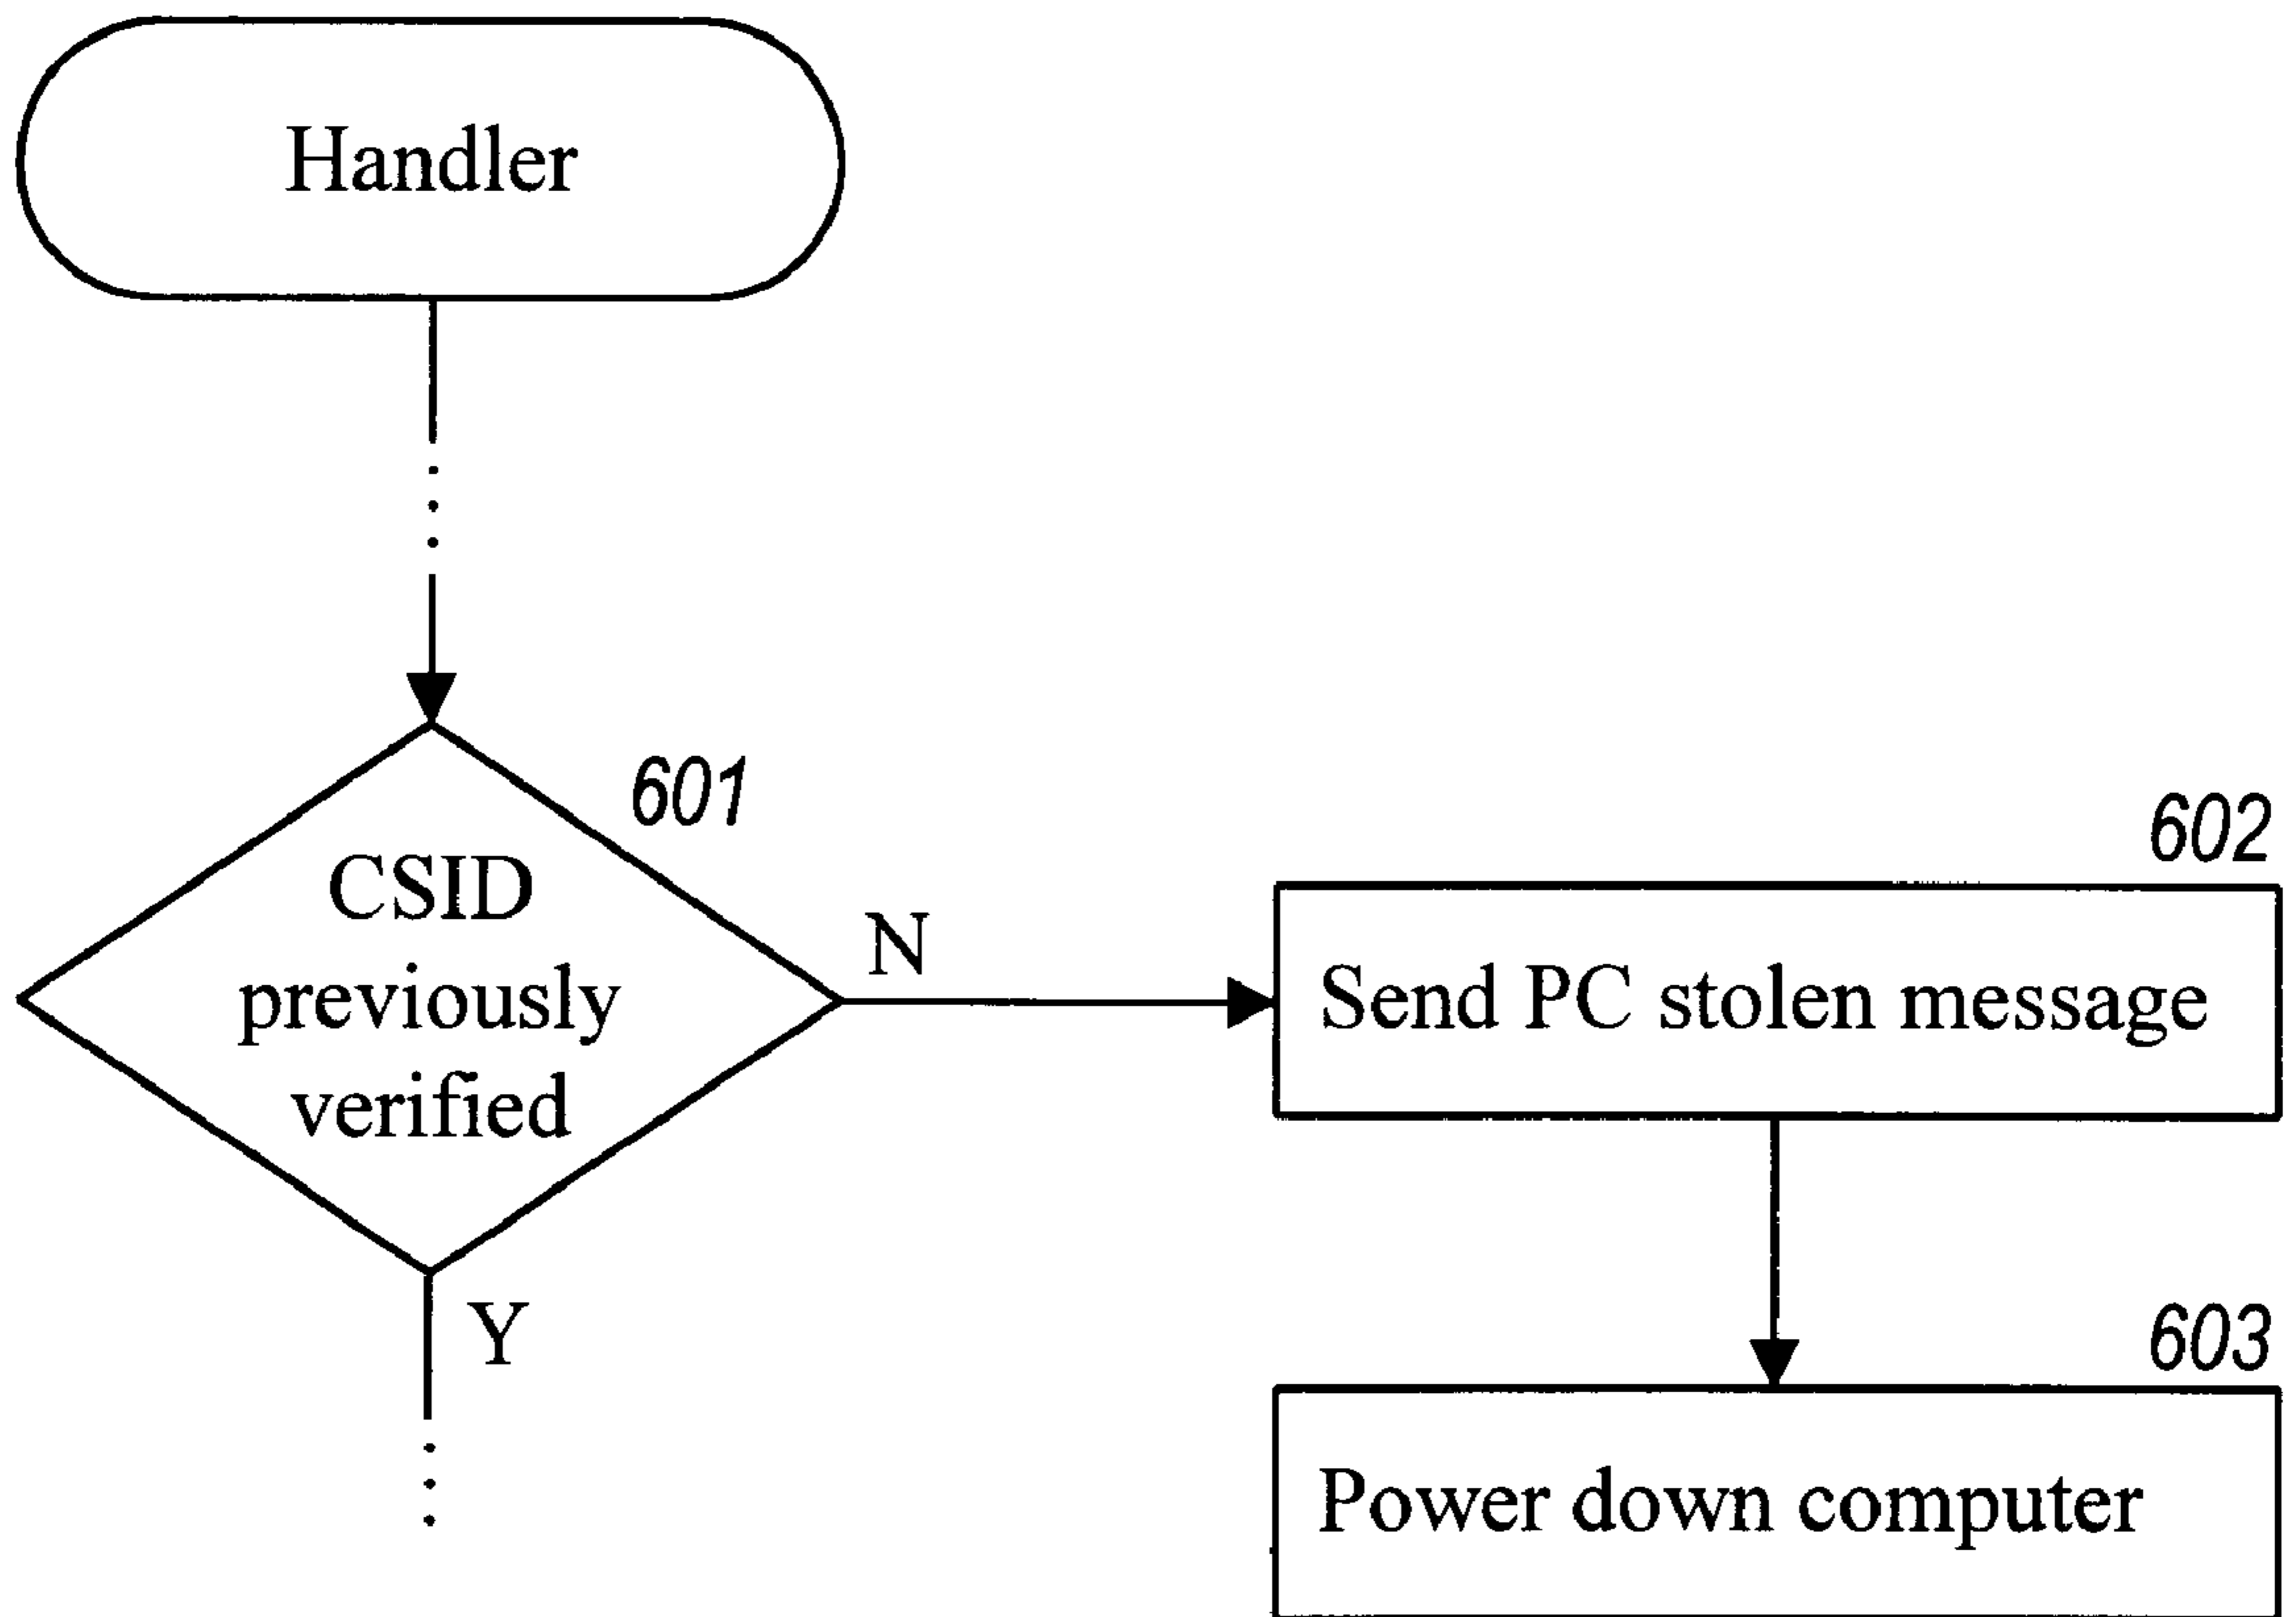 Handler
601
CSID
previously
verified
N
Y
602
Send PC stolen message
603
Power down computer